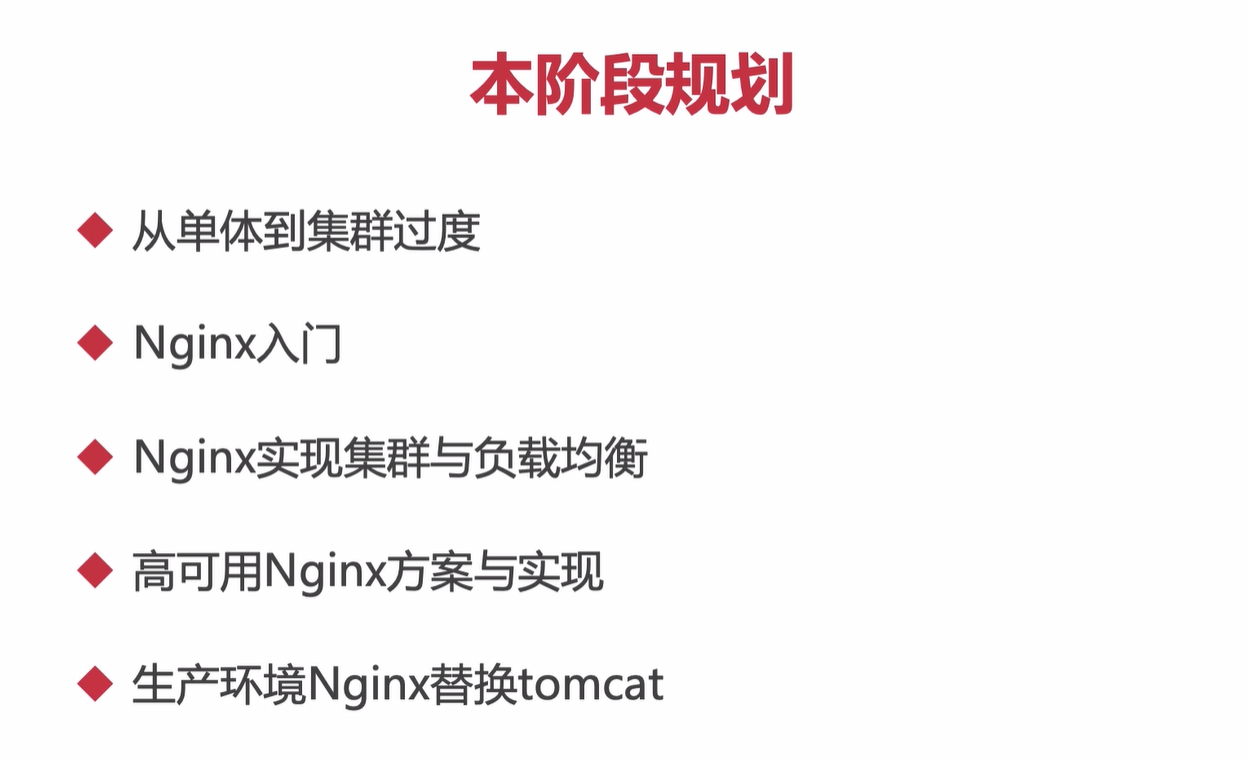 本阶段规划
从单体到集群过度
Nginx入门
Nginx实现集群与负载均衡
高可用Nginx方案与实现
生产环境Nginx替换tomcat